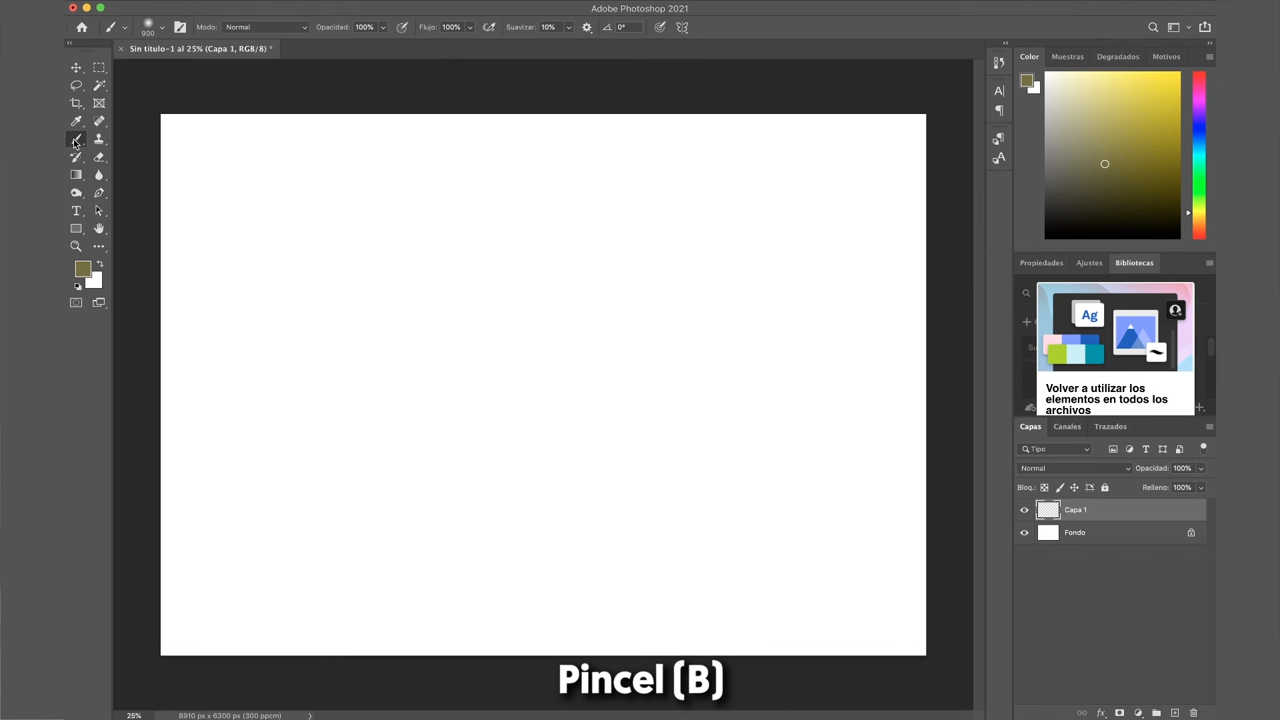 Adobe Photoshop 2021
900 Modo: Normal Opacidad: 100% Flujo: 100% Suavizar: 10% 0°
Sin titulo-1 al 25% (Capa 1, RGB/8) *
Color Muestras Degradados Motivos
Propiedades Ajustes Bibliotecas
Ag
Volver a utilizar los
elementos en todos los
archivos
Capas Canales Trazados
Tipo
Normal Opacidad: 100%
Bloq.: Relleno: 100%
Capa 1
Fondo
Pincel (B)
25% 8910 px x 6300 px (300 ppcm)